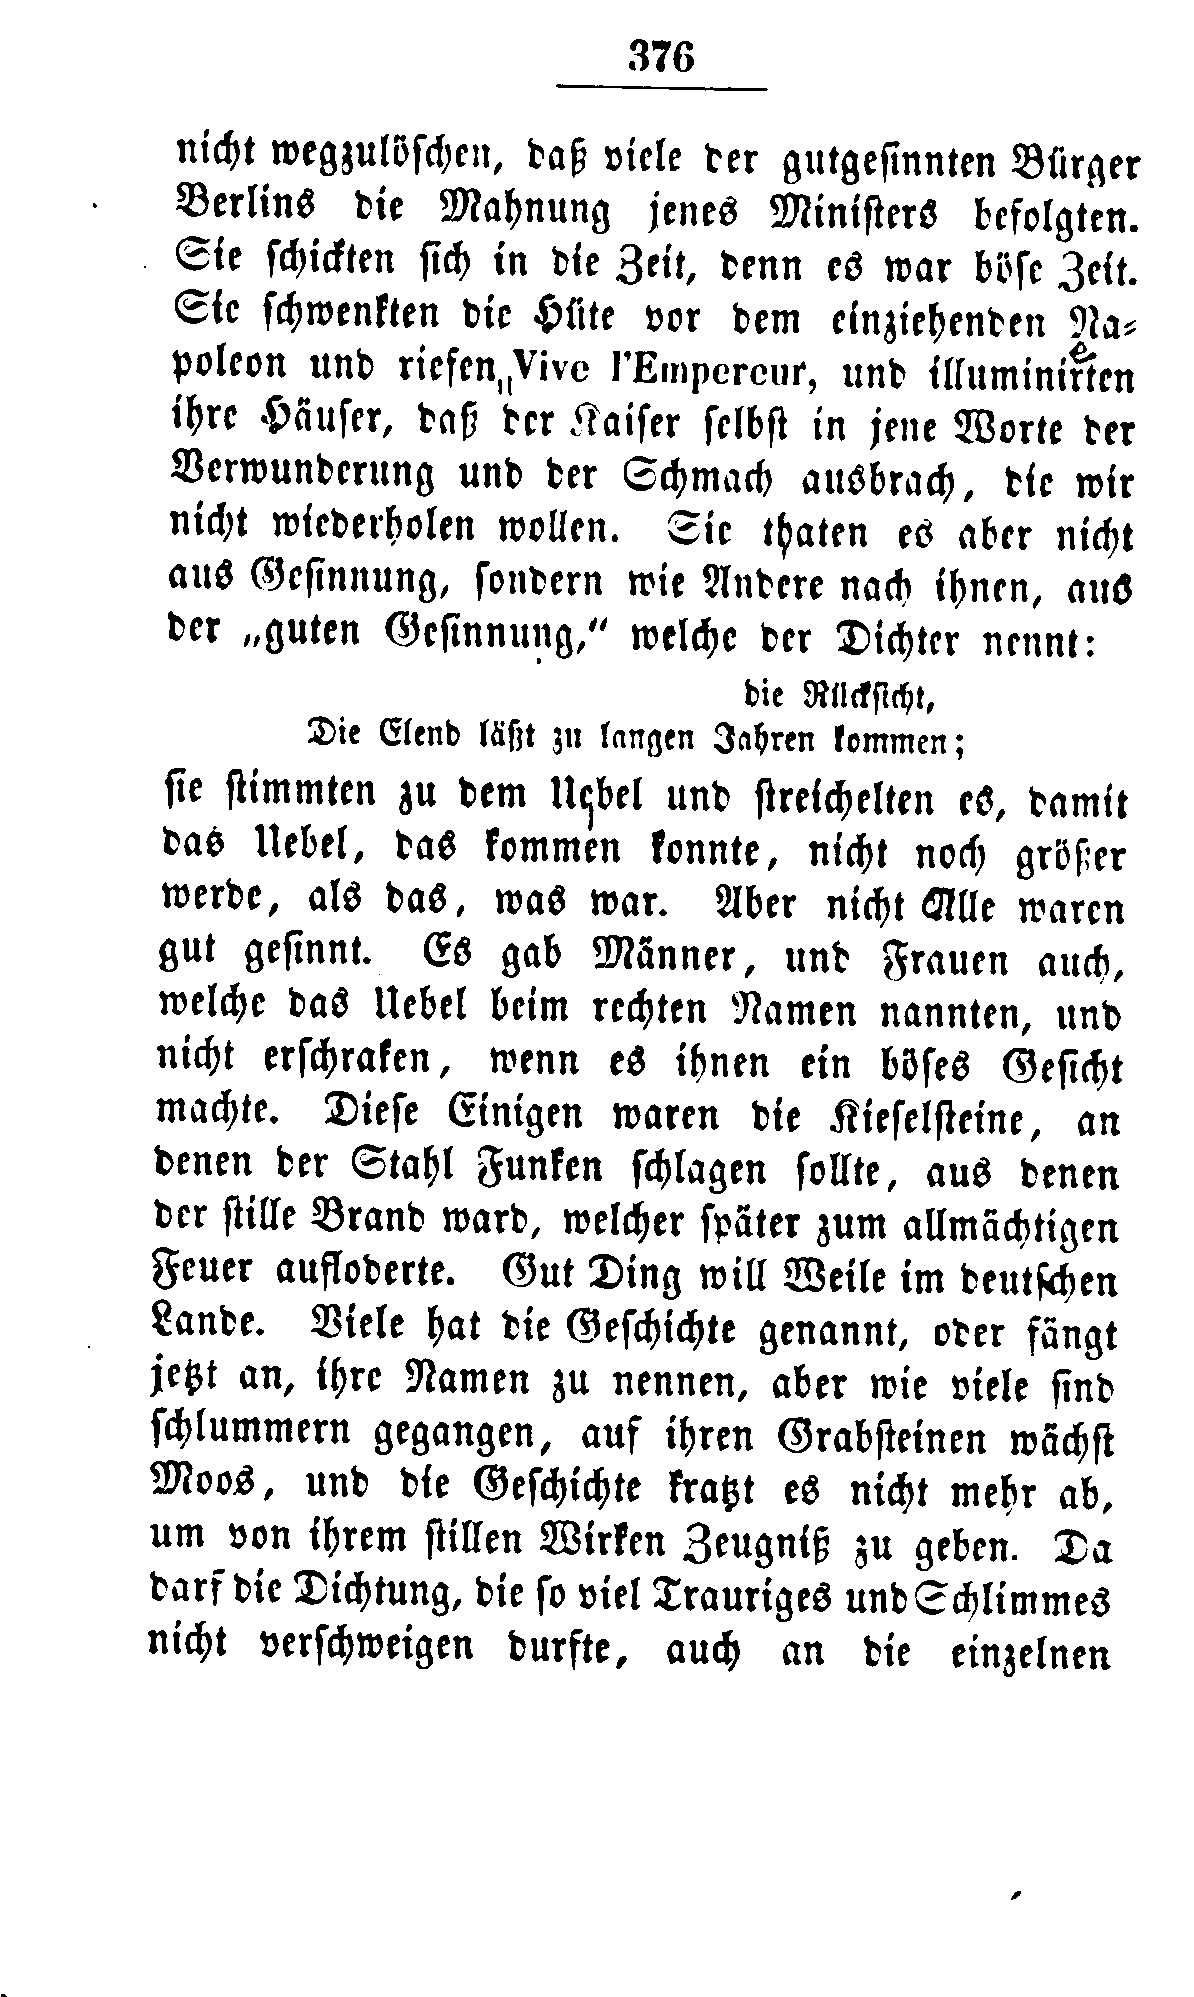 376
nicht wegzulöschen, daß viele der gutgesinnten Bürger
Berlins die Mahnung jenes Ministers befolgten.
Sie schickten sich in die Zeit, denn es war böse Zeit.
Sie schwenkten die Hüte vor dem einziehenden Na-
poleon und riefen „Vive l'Empereur, und illuminirten
ihre Häuser, daß der Kaiser selbst in jene Worte der
Verwunderung und der Schmach ausbrach, die wir
nicht wiederholen wollen. Sie thaten es aber nicht
aus Gesinnung, sondern wie Andere nach ihnen, aus
der „guten Gesinnung,“ welche der Dichter nennt:
die Rücksicht,
Die Elend läßt zu langen Jahren kommen;
sie stimmten zu dem Uebel und streichelten es, damit
das Uebel, das kommen konnte, nicht noch größer
werde, als das, was war. Aber nicht Alle waren
gut gesinnt. Es gab Männer, und Frauen auch,
welche das Uebel beim rechten Namen nannten, und
nicht erschraken, wenn es ihnen ein böses Gesicht
machte. Diese Einigen waren die Kieselsteine, an
denen der Stahl Funken schlagen sollte, aus denen
der stille Brand ward, welcher später zum allmächtigen
Feuer aufloderte. Gut Ding will Weile im deutschen
Lande. Viele hat die Geschichte genannt, oder fängt
jetzt an, ihre Namen zu nennen, aber wie viele sind
schlummern gegangen, auf ihren Grabsteinen wächst
Moos, und die Geschichte kratzt es nicht mehr ab,
um von ihrem stillen Wirken Zeugniß zu geben. Da
darf die Dichtung, die so viel Trauriges und Schlimmes
nicht verschweigen durfte, auch an die einzelnen